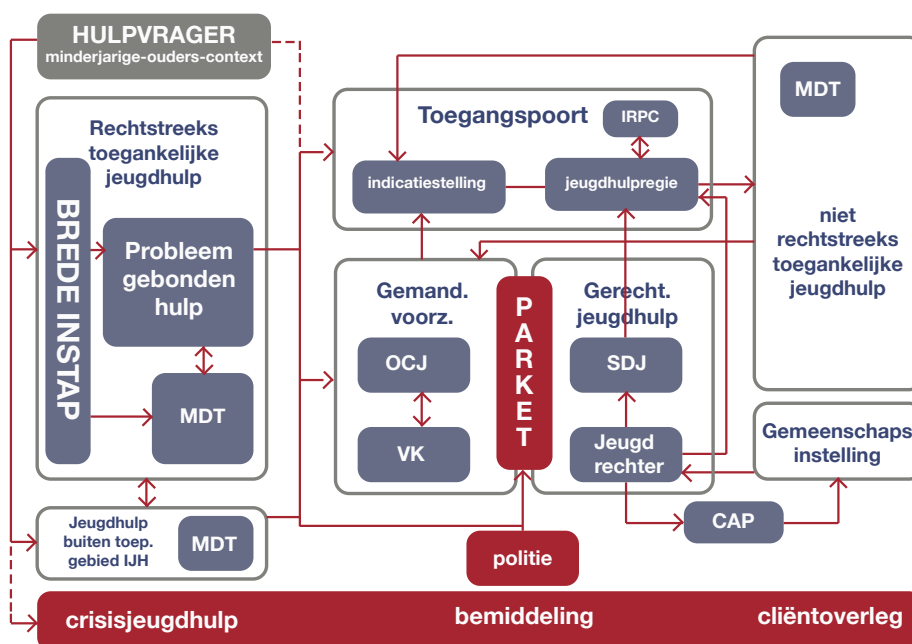 HULPVRAGER
minderjarige-ouders-context
Rechtstreeks
toegankelijke
jeugdhulp
BREDE INSTAP
Probleem
gebonden
hulp
MDT
Jeugdhulp
buiten toep.
gebied IJH
MDT
Toegangspoort
IRPC
indicatiestelling
jeugdhulpregie
Gemand.
voorz.
OCJ
VK
PARKET
Gerecht.
jeugdhulp
SDJ
Jeugd
rechter
politie
MDT
niet
rechtstreeks
toegankelijke
jeugdhulp
Gemeenschaps
instelling
CAP
crisisjeugdhulp
bemiddeling
cliëntoverleg